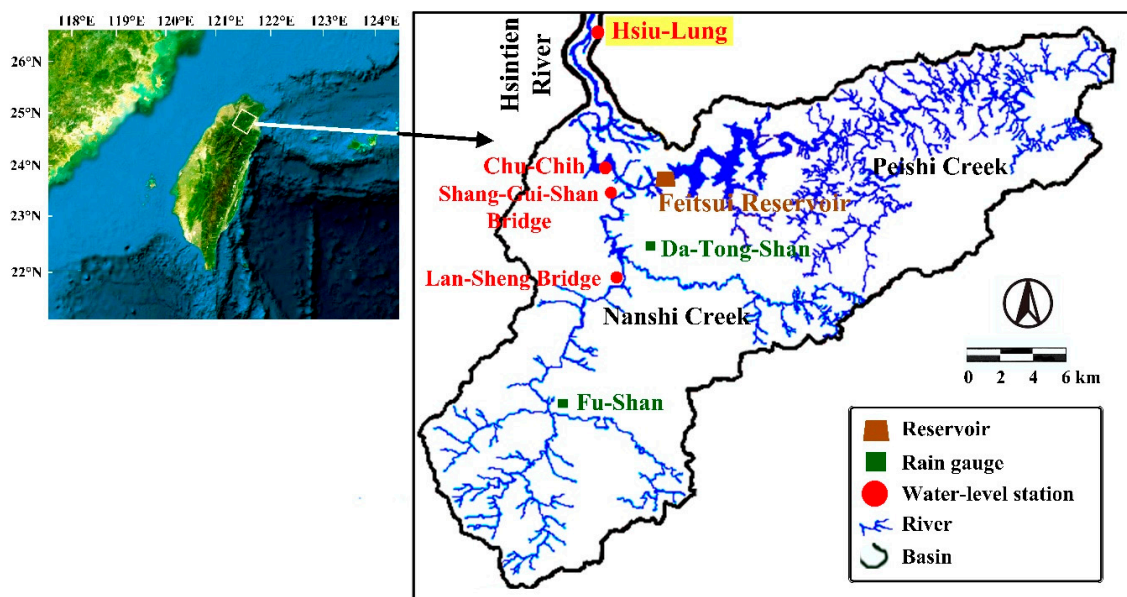 118°E 119°E 120°E 121°E 122°E 123°E 124°E
26°N
25°N
24°N
23°N
22°N
Hsintien
River
Hsiu-Lung
Chu-Chih
Shang-Gui-Shan
Bridge
Feitsui Reservoir
Peishi Creek
Da-Tong-Shan
Lan-Sheng Bridge
Nanshi Creek
Fu-Shan
0 2 4 6 km
Reservoir
Rain gauge
Water-level station
River
Basin